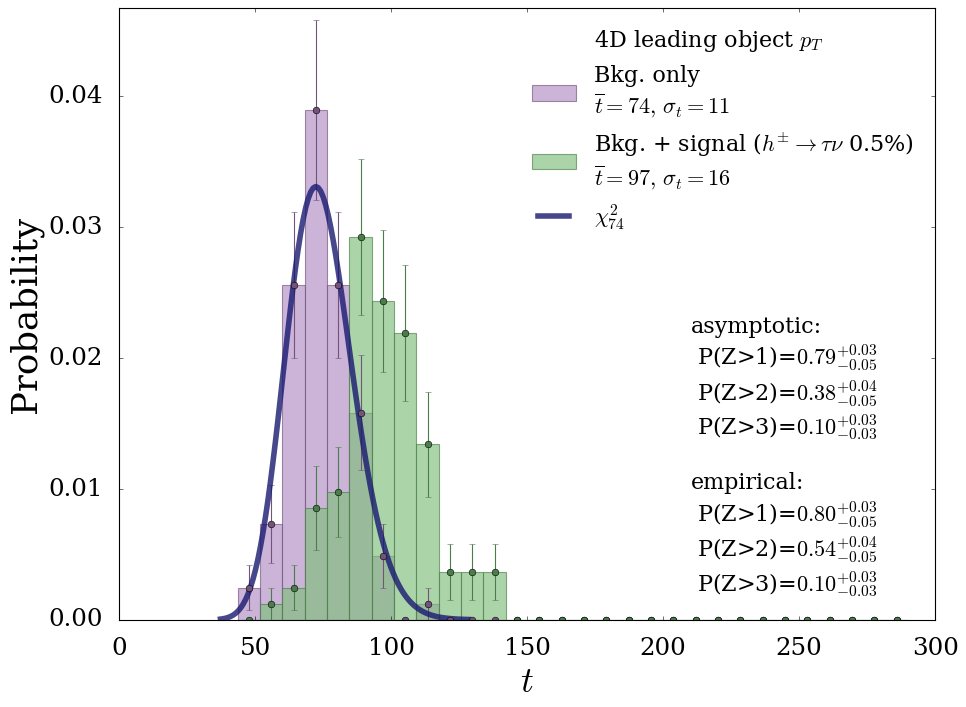 4D leading object $p_T$
Bkg. only
$\overline{t}=74$, $\sigma_t=11$
Bkg. + signal ($h^{\pm}\to\tau\nu$ 0.5%)
$\overline{t}=97$, $\sigma_t=16$
$\chi^2_{74}$
asymptotic:
P(Z>1)=$0.79^{+0.03}_{-0.05}$
P(Z>2)=$0.38^{+0.04}_{-0.05}$
P(Z>3)=$0.10^{+0.03}_{-0.03}$
empirical:
P(Z>1)=$0.80^{+0.03}_{-0.05}$
P(Z>2)=$0.54^{+0.04}_{-0.05}$
P(Z>3)=$0.10^{+0.03}_{-0.03}$
Probability
0.04
0.03
0.02
0.01
0.00
0 50 100 150 200 250 300
$t$